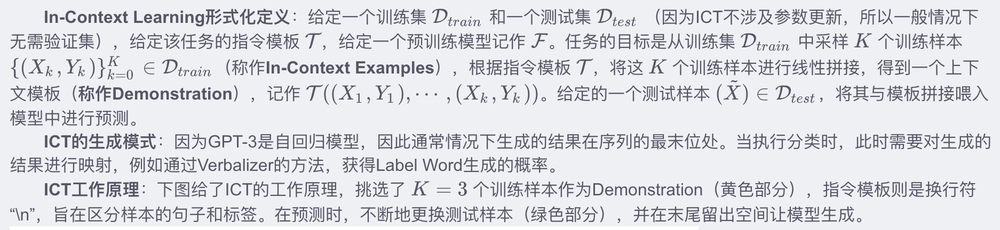 In-Context Learning形式化定义：给定一个训练集 𝒟_{train} 和一个测试集 𝒟_{test} （因为ICT不涉及参数更新，所以一般情况下
无需验证集），给定该任务的指令模板 𝒯，给定一个预训练模型记作 ℱ。任务的目标是从训练集 𝒟_{train} 中采样 K 个训练样本
{(X_k, Y_k)}_{k=0}^K ∈ 𝒟_{train} （称作In-Context Examples），根据指令模板 𝒯，将这 K 个训练样本进行线性拼接，得到一个上下
文模板（称作Demonstration），记作 𝒯((X_1, Y_1), ⋯ , (X_k, Y_k))。给定的一个测试样本 (X̃) ∈ 𝒟_{test}，将其与模板拼接喂入
模型中进行预测。
ICT的生成模式：因为GPT-3是自回归模型，因此通常情况下生成的结果在序列的最末位处。当执行分类时，此时需要对生成的
结果进行映射，例如通过Verbalizer的方法，获得Label Word生成的概率。
ICT工作原理：下图给了ICT的工作原理，挑选了 K = 3 个训练样本作为Demonstration（黄色部分），指令模板则是换行符
“\n”，旨在区分样本的句子和标签。在预测时，不断地更换测试样本（绿色部分），并在末尾留出空间让模型生成。